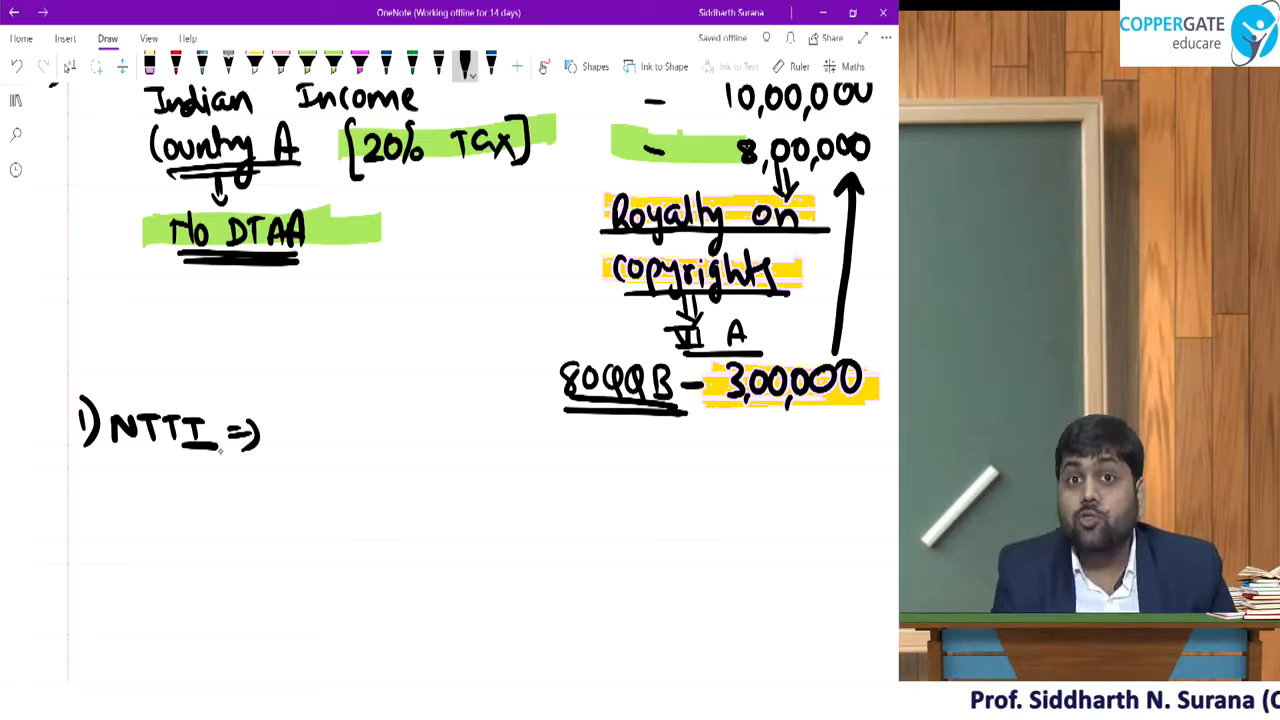 OneNote (Working offline for 14 days)
Siddharth Surana
Home Insert Draw View Help
Saved offline
Share
Shapes
Ink to Shape
Ink to Text
Ruler
Maths
COPPERGATE
educare
Indian Income - 10,00,000
Country A [20% Tax] - 8,00,000
No DTAA
Royalty on
copyrights
VI A
80QQB - 3,00,000
1) NTTI =>
Prof. Siddharth N. Surana (C